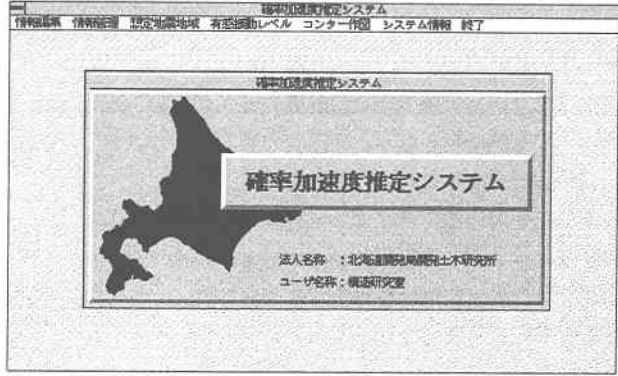 確率加速度推定システム
情報編集 情報管理 想定地震地域 有感振動レベル コンター作図 システム情報 終了
確率加速度推定システム
確率加速度推定システム
法人名称 :北海道開発局開発土木研究所
ユーザ名称:構造研究室